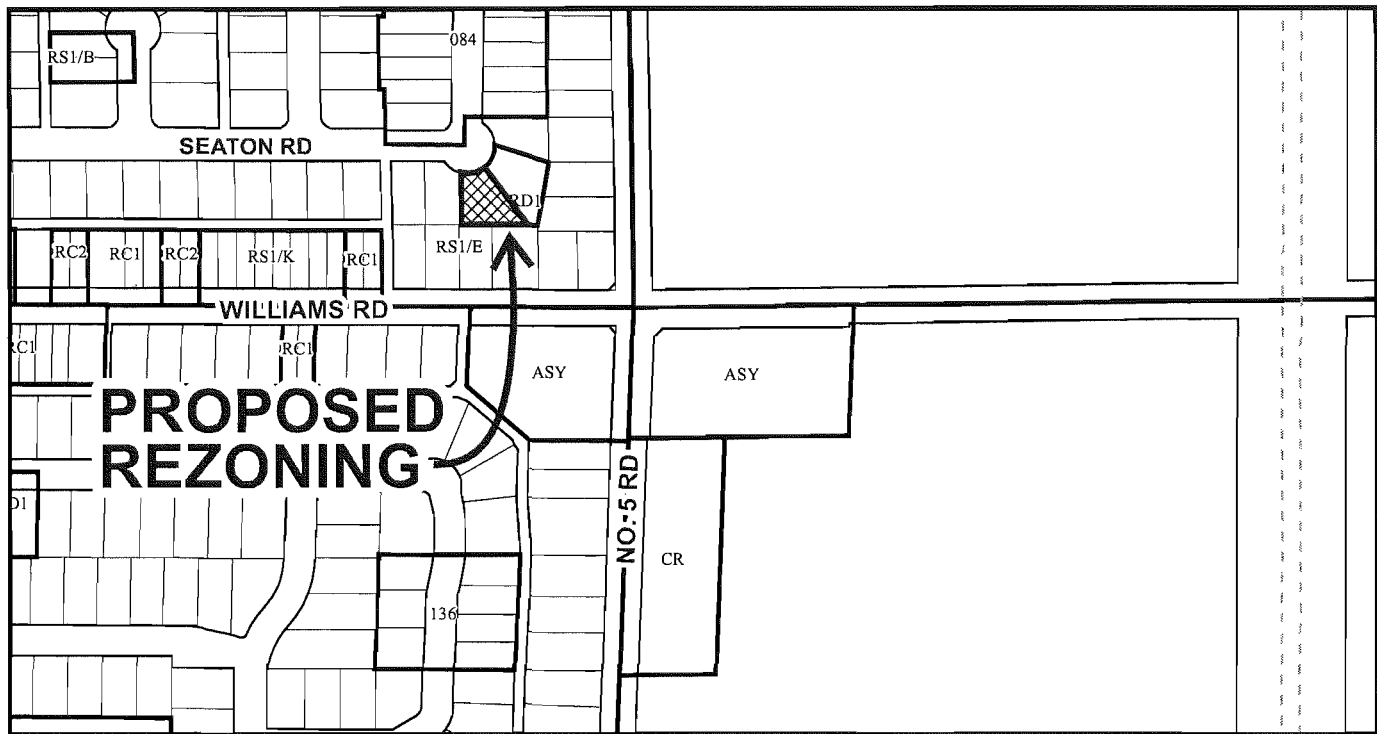 084
RS1/B
SEATON RD
RD1
RS1/E
RC2
RC1
RC2
RS1/K
RC1
WILLIAMS RD
RC1
RC1
ASY
ASY
PROPOSED
REZONING
NO. 5 RD
CR
136